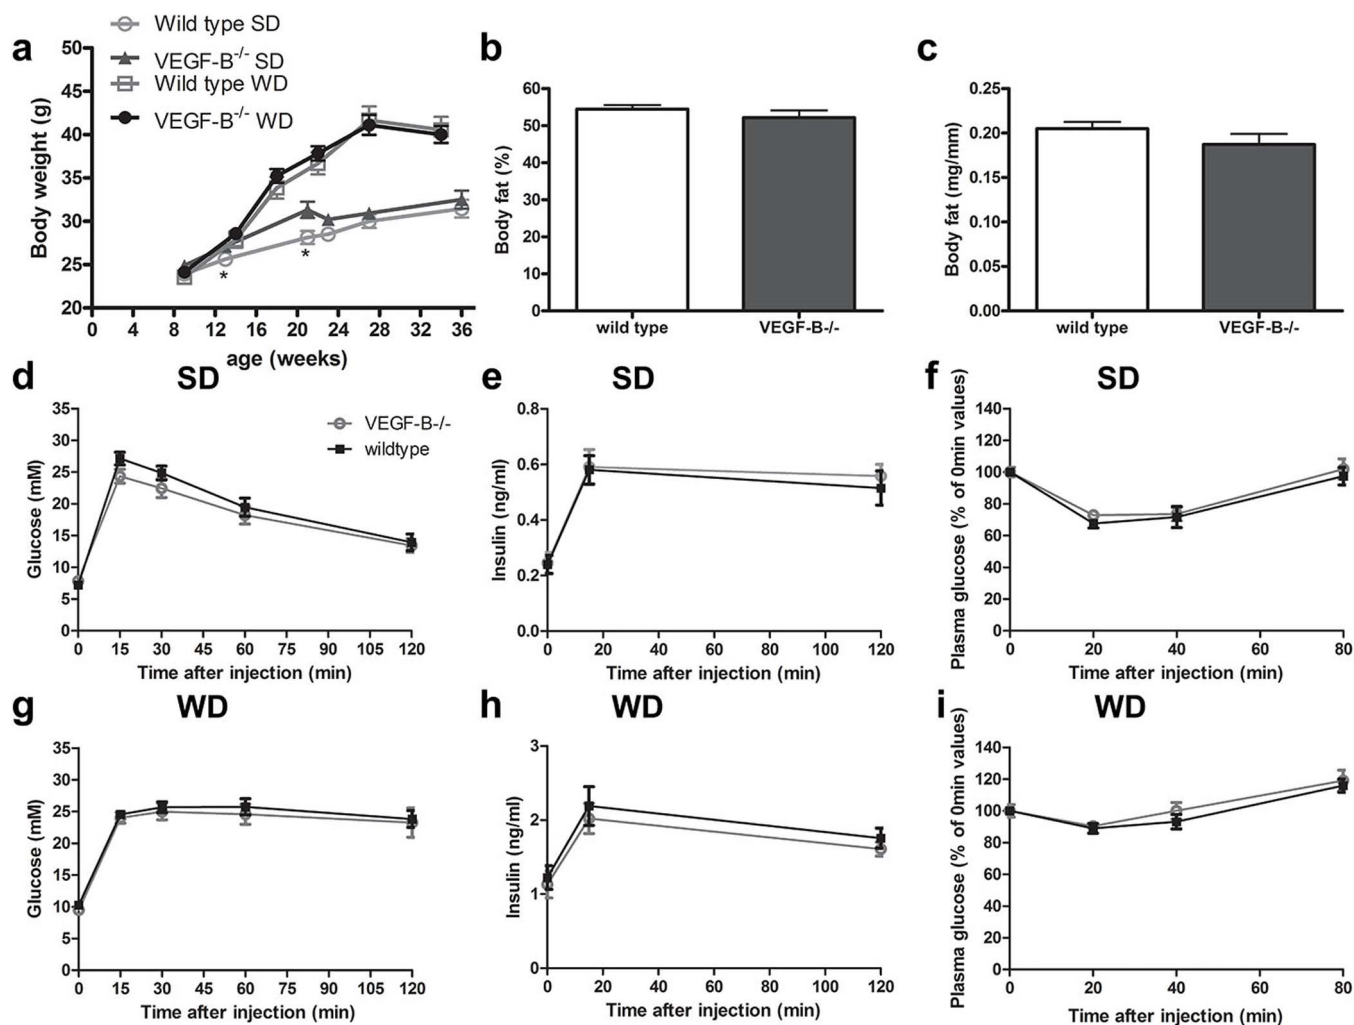 a
Wild type SD
VEGF-B-/- SD
Wild type WD
VEGF-B-/- WD
Body weight (g)
50
45
40
35
30
25
20
*
*
0 4 8 12 16 20 24 28 32 36
age (weeks)
b
Body fat (%)
60
50
40
30
20
10
0
wild type VEGF-B-/-
c
Body fat (mg/mm)
0.25
0.20
0.15
0.10
0.05
0.00
wild type VEGF-B-/-
d
SD
VEGF-B-/-
wildtype
Glucose (mM)
35
30
25
20
15
10
5
0
0 15 30 45 60 75 90 105 120
Time after injection (min)
e
SD
Insulin (ng/ml)
0.8
0.6
0.4
0.2
0.0
0 20 40 60 80 100 120
Time after injection (min)
f
SD
Plasma glucose (% of 0min values)
140
120
100
80
60
40
20
0
0 20 40 60 80
Time after injection (min)
g
WD
Glucose (mM)
35
30
25
20
15
10
5
0
0 15 30 45 60 75 90 105 120
Time after injection (min)
h
WD
Insulin (ng/ml)
3
2
1
0
0 20 40 60 80 100 120
Time after injection (min)
i
WD
Plasma glucose (% of 0min values)
140
120
100
80
60
40
20
0
0 20 40 60 80
Time after injection (min)